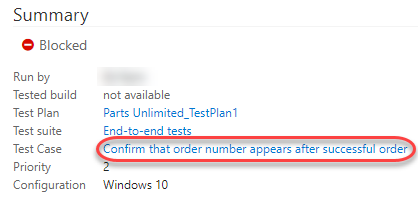 Summary
Blocked
Run by
Tested build not available
Test Plan Parts Unlimited_TestPlan1
Test suite End-to-end tests
Test Case Confirm that order number appears after successful order
Priority 2
Configuration Windows 10